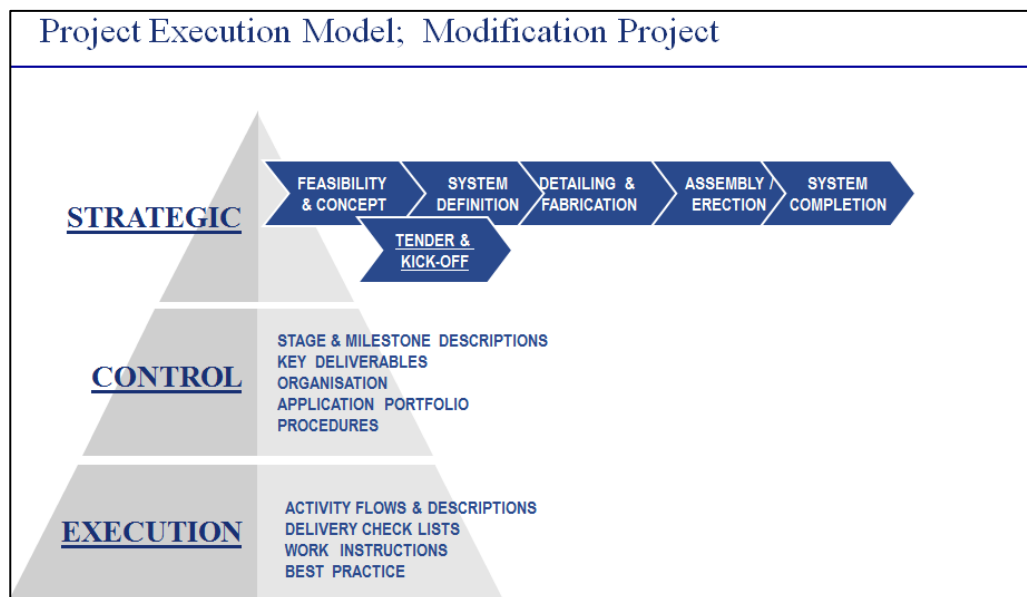 Project Execution Model; Modification Project
STRATEGIC
FEASIBILITY
& CONCEPT
SYSTEM
DEFINITION
DETAILING &
FABRICATION
ASSEMBLY /
ERECTION
SYSTEM
COMPLETION
TENDER &
KICK-OFF
CONTROL
STAGE & MILESTONE DESCRIPTIONS
KEY DELIVERABLES
ORGANISATION
APPLICATION PORTFOLIO
PROCEDURES
EXECUTION
ACTIVITY FLOWS & DESCRIPTIONS
DELIVERY CHECK LISTS
WORK INSTRUCTIONS
BEST PRACTICE